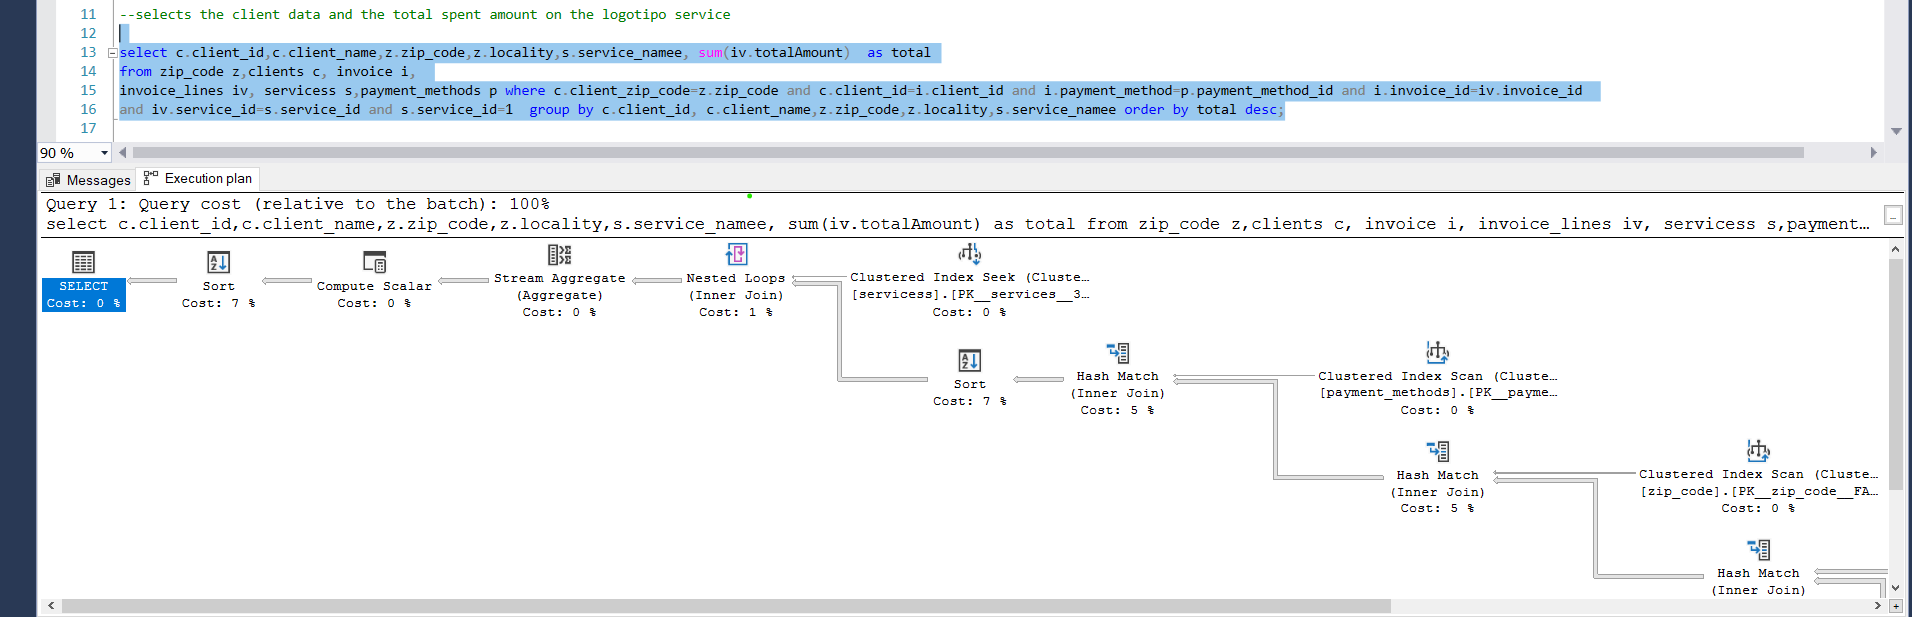 11 --selects the client data and the total spent amount on the logotipo service
12
13 select c.client_id,c.client_name,z.zip_code,z.locality,s.service_namee, sum(iv.totalAmount)  as total
14 from zip_code z,clients c, invoice i,
15 invoice_lines iv, servicess s,payment_methods p where c.client_zip_code=z.zip_code and c.client_id=i.client_id and i.payment_method=p.payment_method_id and i.invoice_id=iv.invoice_id
16 and iv.service_id=s.service_id and s.service_id=1  group by c.client_id, c.client_name,z.zip_code,z.locality,s.service_namee order by total desc;
17
90 %
Messages Execution plan
Query 1: Query cost (relative to the batch): 100%
select c.client_id,c.client_name,z.zip_code,z.locality,s.service_namee, sum(iv.totalAmount) as total from zip_code z,clients c, invoice i, invoice_lines iv, servicess s,payment...
SELECT
Cost: 0 %
Sort
Cost: 7 %
Compute Scalar
Cost: 0 %
Stream Aggregate
(Aggregate)
Cost: 0 %
Nested Loops
(Inner Join)
Cost: 1 %
Clustered Index Seek (Cluste...
[servicess].[PK__services__3...
Cost: 0 %
Sort
Cost: 7 %
Hash Match
(Inner Join)
Cost: 5 %
Clustered Index Scan (Cluste...
[payment_methods].[PK__payme...
Cost: 0 %
Hash Match
(Inner Join)
Cost: 5 %
Clustered Index Scan (Cluste...
[zip_code].[PK__zip_code__FA...
Cost: 0 %
Hash Match
(Inner Join)